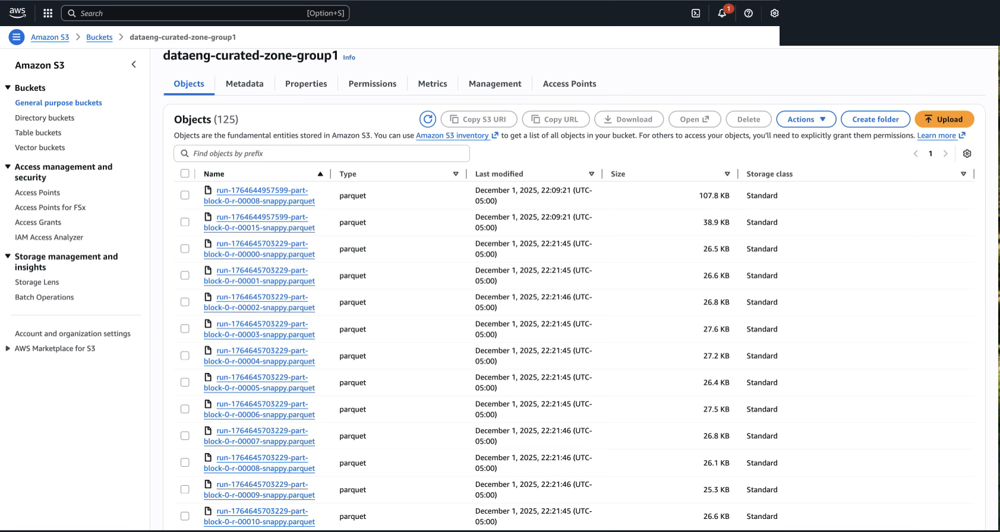 aws Search [Option+S] 1
Amazon S3 > Buckets > dataeng-curated-zone-group1
Amazon S3
Buckets
General purpose buckets
Directory buckets
Table buckets
Vector buckets
Access management and
security
Access Points
Access Points for FSx
Access Grants
IAM Access Analyzer
Storage management and
insights
Storage Lens
Batch Operations
Account and organization settings
AWS Marketplace for S3
dataeng-curated-zone-group1 Info
Objects Metadata Properties Permissions Metrics Management Access Points
Objects (125) Copy S3 URI Copy URL Download Open Delete Actions Create folder Upload
Objects are the fundamental entities stored in Amazon S3. You can use Amazon S3 inventory to get a list of all objects in your bucket. For others to access your objects, you'll need to explicitly grant them permissions. Learn more
Find objects by prefix 1
Name Type Last modified Size Storage class
run-1764644957599-part- December 1, 2025, 22:09:21 (UTC-
block-0-r-00008-snappy.parquet parquet 05:00) 107.8 KB Standard
run-1764644957599-part- December 1, 2025, 22:09:21 (UTC-
block-0-r-00015-snappy.parquet parquet 05:00) 38.9 KB Standard
run-1764645703229-part- December 1, 2025, 22:21:45 (UTC-
block-0-r-00000-snappy.parquet parquet 05:00) 26.5 KB Standard
run-1764645703229-part- December 1, 2025, 22:21:45 (UTC-
block-0-r-00001-snappy.parquet parquet 05:00) 26.6 KB Standard
run-1764645703229-part- December 1, 2025, 22:21:46 (UTC-
block-0-r-00002-snappy.parquet parquet 05:00) 26.8 KB Standard
run-1764645703229-part- December 1, 2025, 22:21:45 (UTC-
block-0-r-00003-snappy.parquet parquet 05:00) 27.6 KB Standard
run-1764645703229-part- December 1, 2025, 22:21:45 (UTC-
block-0-r-00004-snappy.parquet parquet 05:00) 27.2 KB Standard
run-1764645703229-part- December 1, 2025, 22:21:45 (UTC-
block-0-r-00005-snappy.parquet parquet 05:00) 26.4 KB Standard
run-1764645703229-part- December 1, 2025, 22:21:45 (UTC-
block-0-r-00006-snappy.parquet parquet 05:00) 27.5 KB Standard
run-1764645703229-part- December 1, 2025, 22:21:46 (UTC-
block-0-r-00007-snappy.parquet parquet 05:00) 26.8 KB Standard
run-1764645703229-part- December 1, 2025, 22:21:46 (UTC-
block-0-r-00008-snappy.parquet parquet 05:00) 26.1 KB Standard
run-1764645703229-part- December 1, 2025, 22:21:46 (UTC-
block-0-r-00009-snappy.parquet parquet 05:00) 25.3 KB Standard
run-1764645703229-part- December 1, 2025, 22:21:45 (UTC-
block-0-r-00010-snappy.parquet parquet 05:00) 26.6 KB Standard